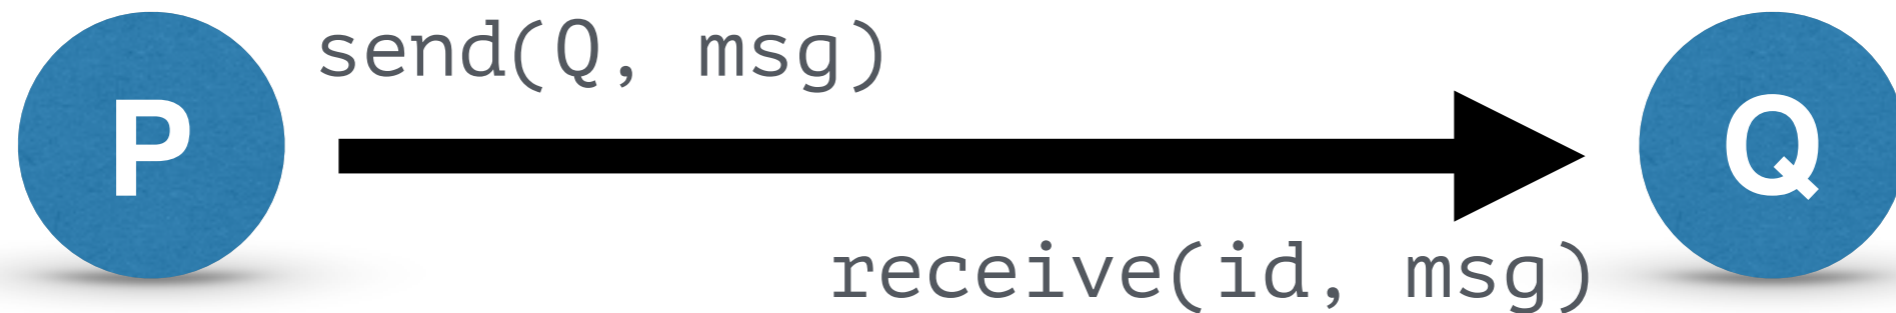 send(Q, msg)
P
Q
receive(id, msg)